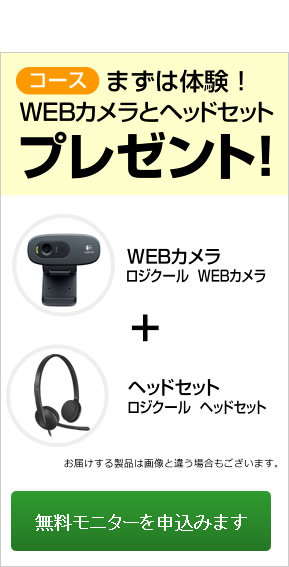 コース まずは体験！
WEBカメラとヘッドセット
プレゼント!
WEBカメラ
ロジクール WEBカメラ
+
ヘッドセット
ロジクール ヘッドセット
お届けする製品は画像と違う場合もございます。
無料モニターを申込みます